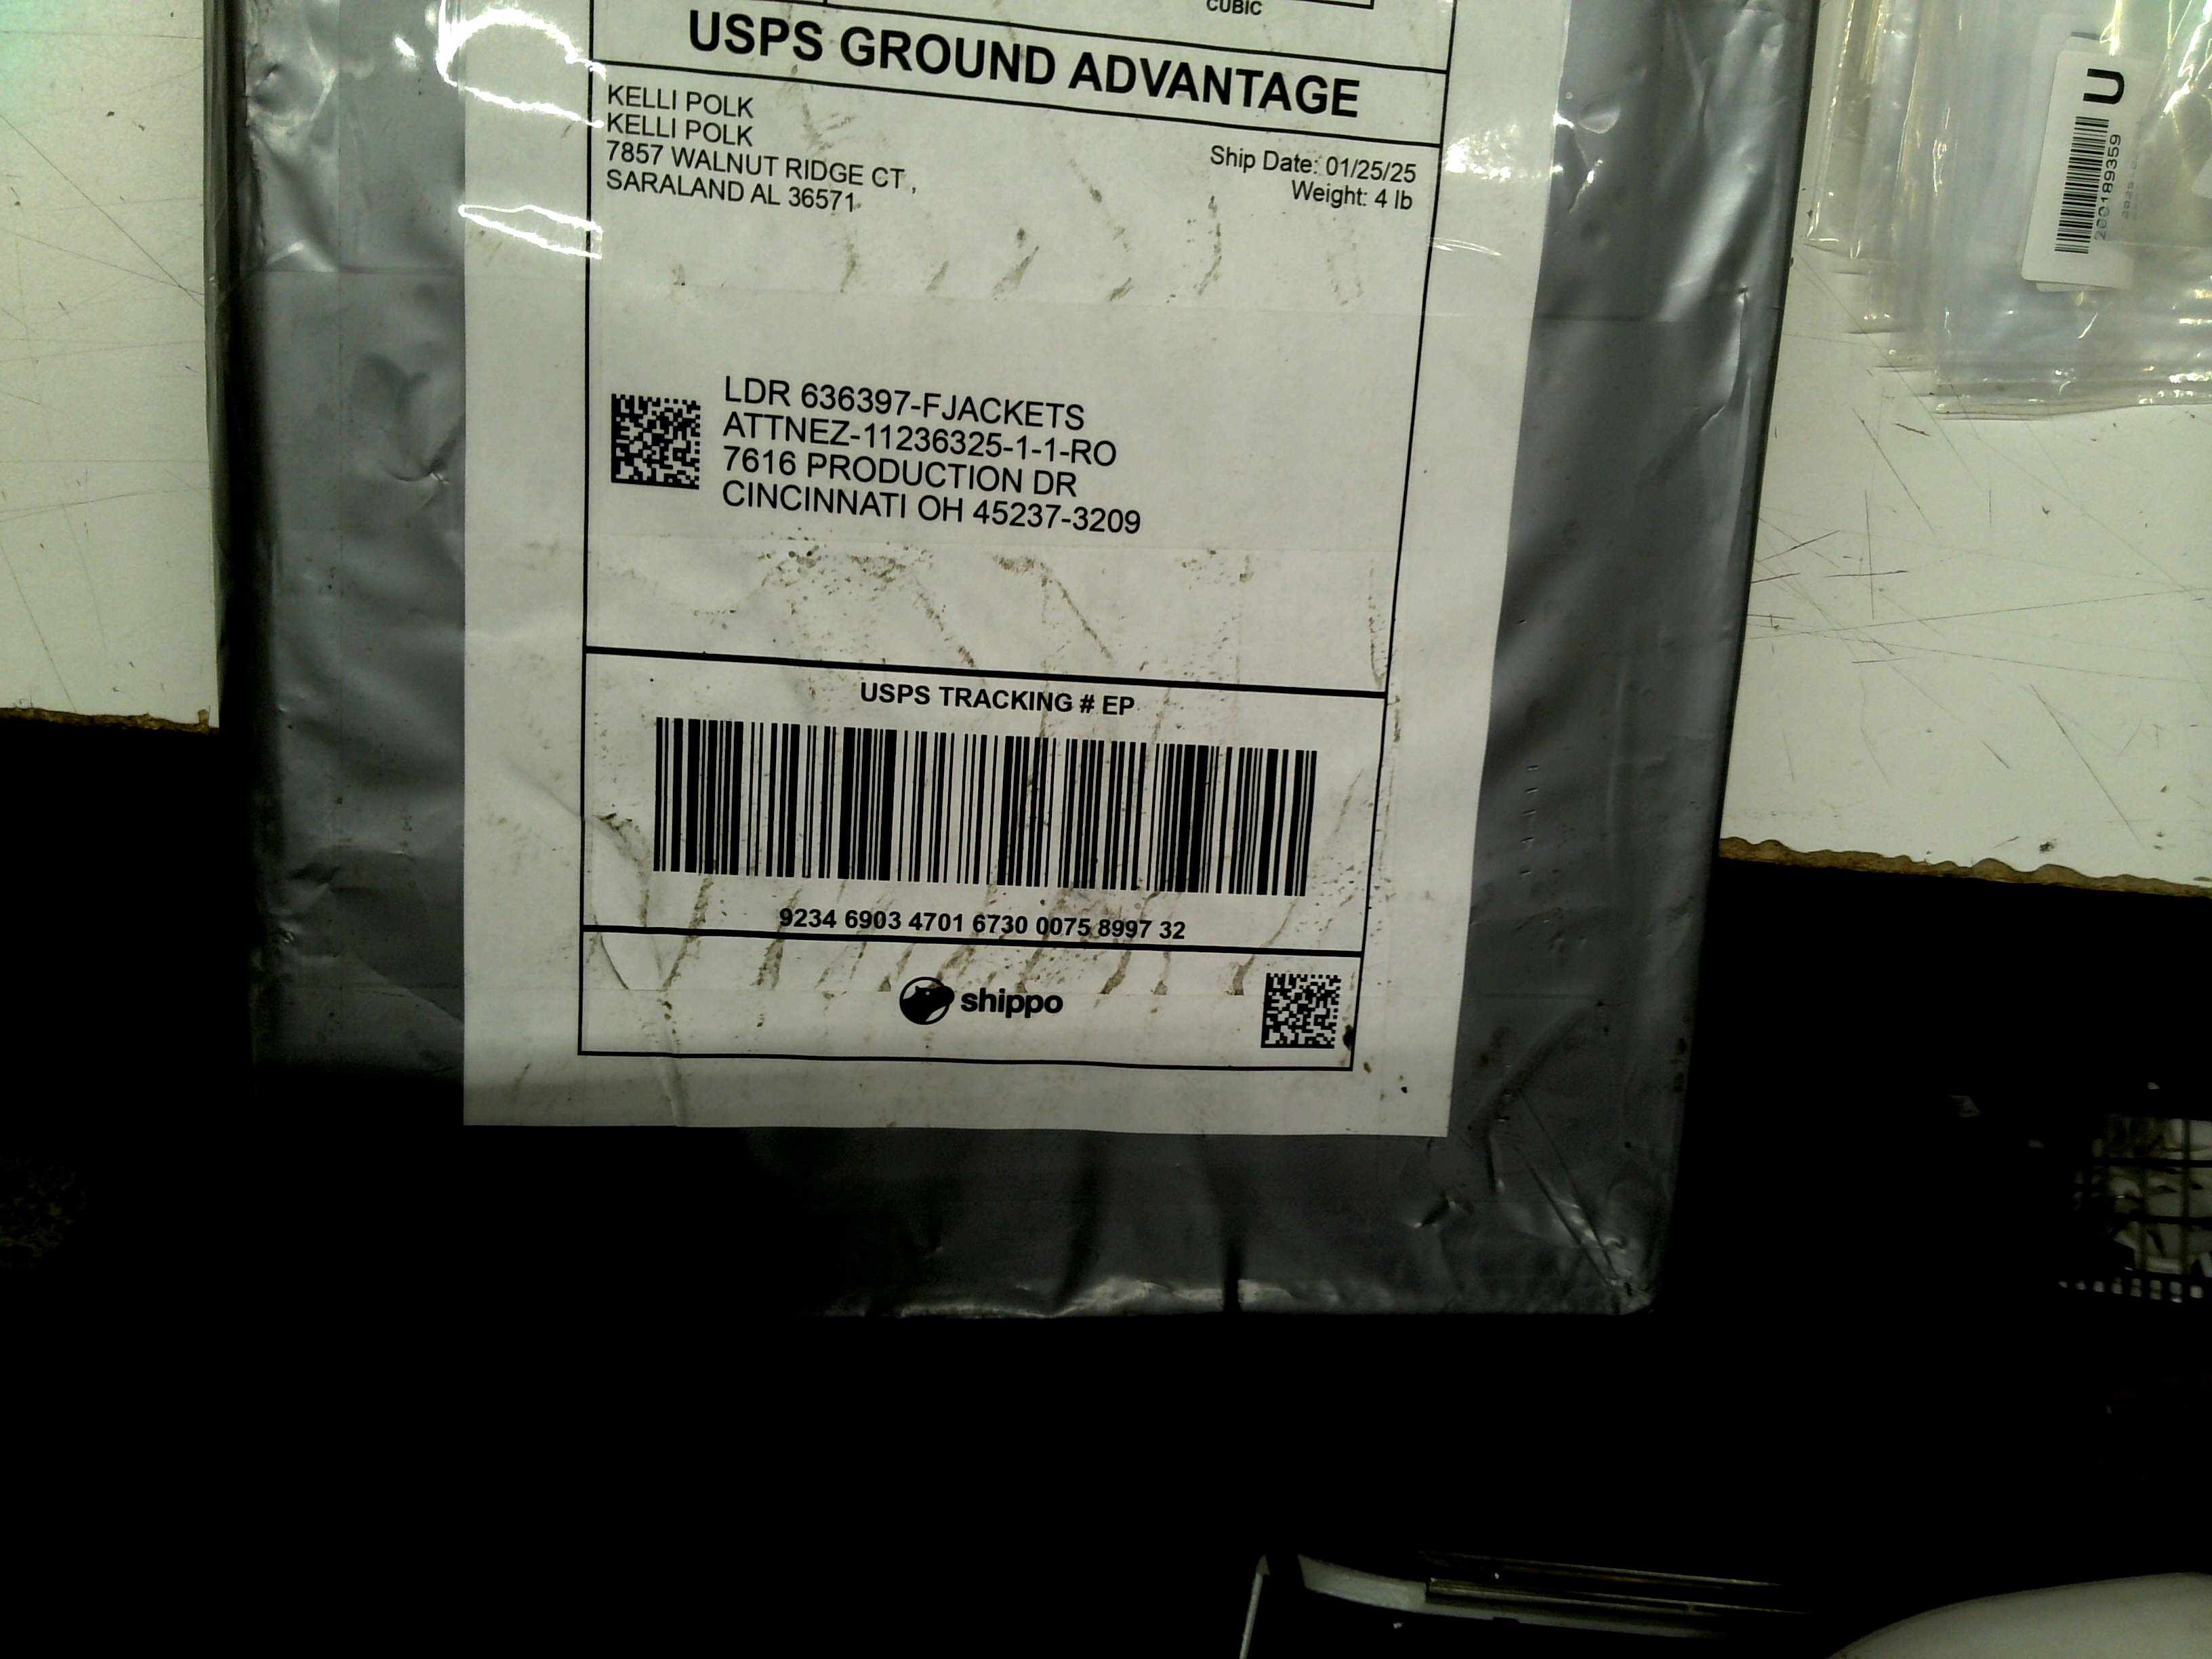 CUBIC
USPS GROUND ADVANTAGE
KELLI POLK
KELLI POLK
7857 WALNUT RIDGE CT ,
SARALAND AL 36571
Ship Date: 01/25/25
Weight: 4 lb
LDR 636397-FJACKETS
ATTNEZ-11236325-1-1-RO
7616 PRODUCTION DR
CINCINNATI OH 45237-3209
USPS TRACKING # EP
9234 6903 4701 6730 0075 8997 32
shippo
U